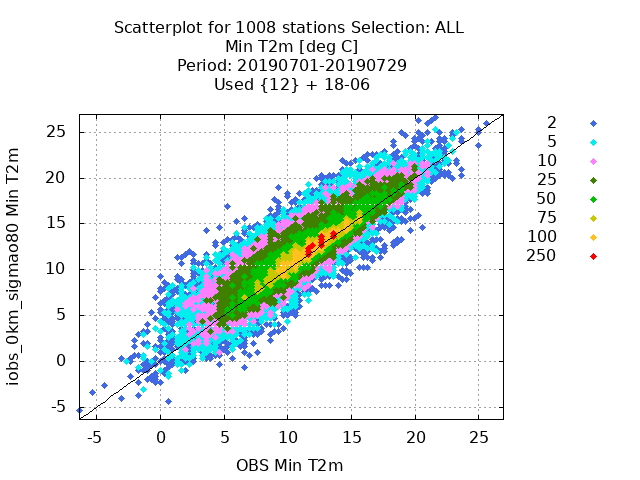 Scatterplot for 1008 stations Selection: ALL
Min T2m [deg C]
Period: 20190701-20190729
Used {12} + 18-06
iobs_0km_sigmao80 Min T2m
25
20
15
10
5
0
-5
-5 0 5 10 15 20 25
OBS Min T2m
2
5
10
25
50
75
100
250